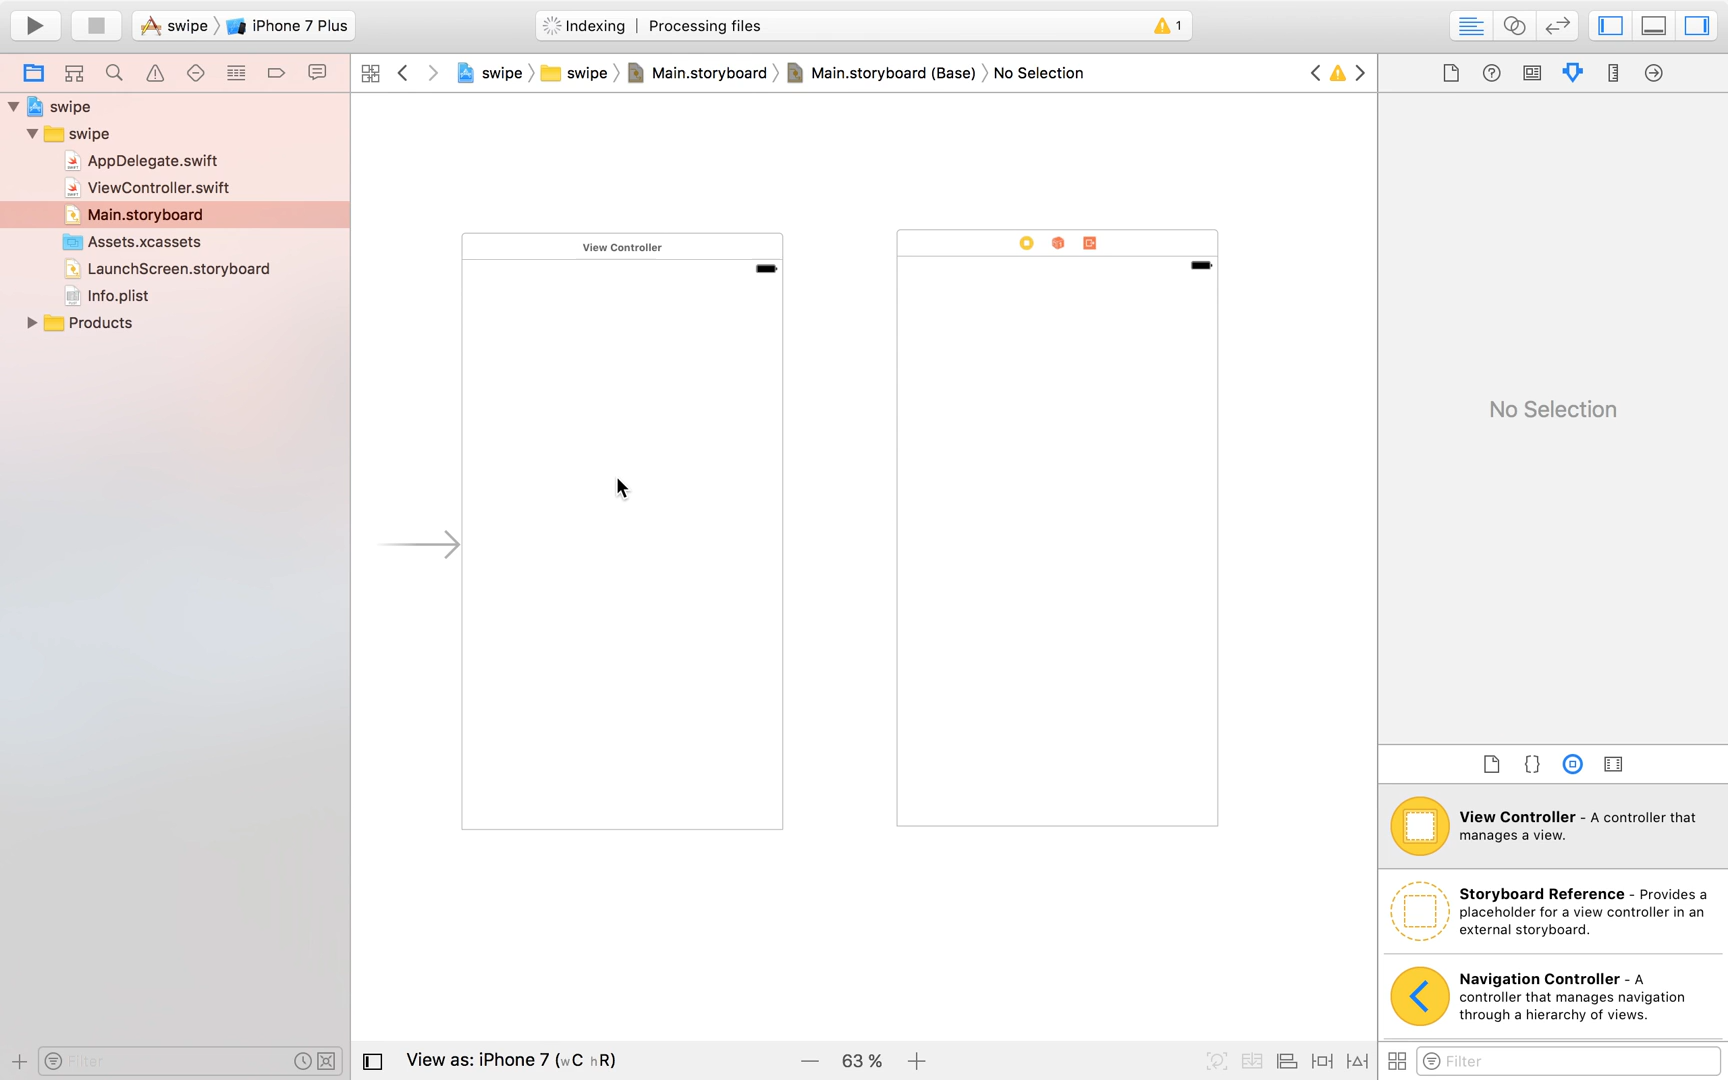 swipe
iPhone 7 Plus
Indexing | Processing files
1
swipe
swipe
Main.storyboard
Main.storyboard (Base)
No Selection
swipe
swipe
AppDelegate.swift
ViewController.swift
Main.storyboard
Assets.xcassets
LaunchScreen.storyboard
Info.plist
Products
View Controller
No Selection
View Controller - A controller that
manages a view.
Storyboard Reference - Provides a
placeholder for a view controller in an
external storyboard.
Navigation Controller - A
controller that manages navigation
through a hierarchy of views.
Filter
View as: iPhone 7 (wC hR)
63 %
Filter